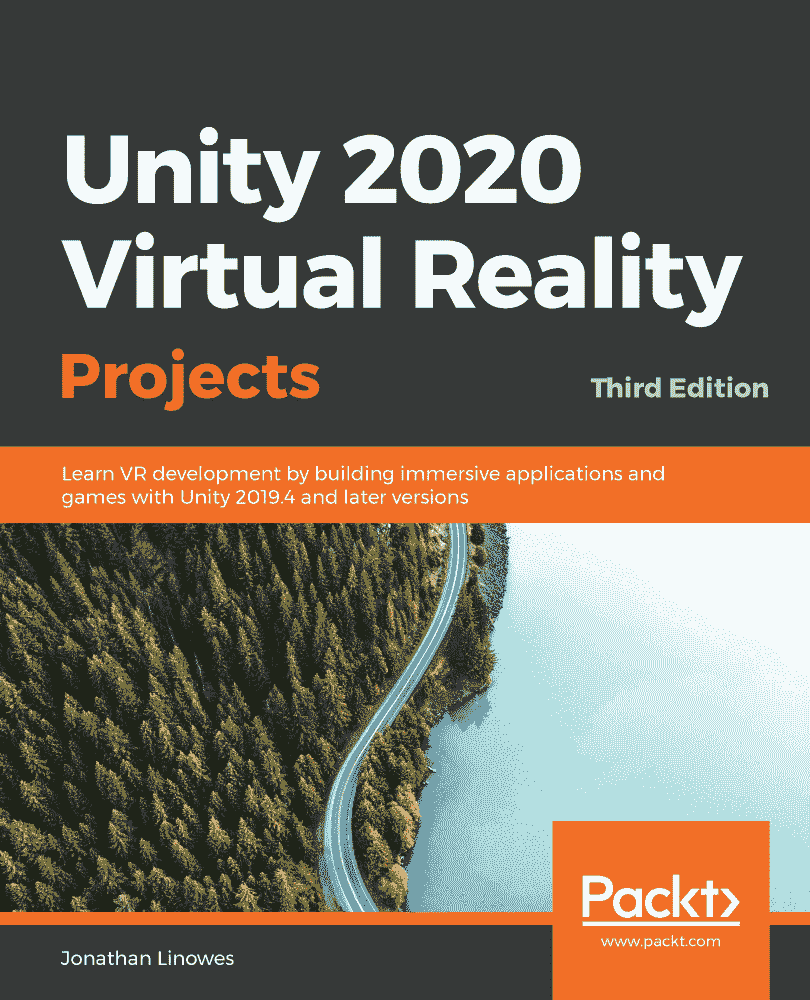 Unity 2020
Virtual Reality
Projects
Third Edition
Learn VR development by building immersive applications and
games with Unity 2019.4 and later versions
Packt>
www.packt.com
Jonathan Linowes